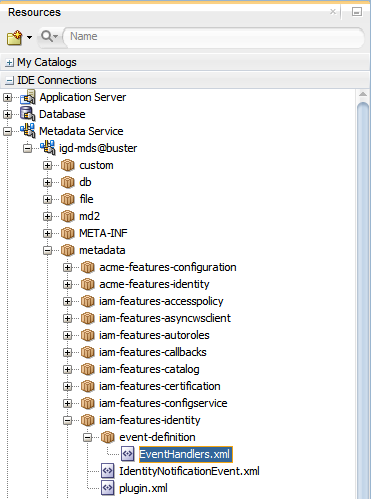 Resources
Name
My Catalogs
IDE Connections
Application Server
Database
Metadata Service
igd-mds@buster
custom
db
file
md2
META-INF
metadata
acme-features-configuration
acme-features-identity
iam-features-accesspolicy
iam-features-asyncwsclient
iam-features-autoroles
iam-features-callbacks
iam-features-catalog
iam-features-certification
iam-features-configservice
iam-features-identity
event-definition
EventHandlers.xml
IdentityNotificationEvent.xml
plugin.xml